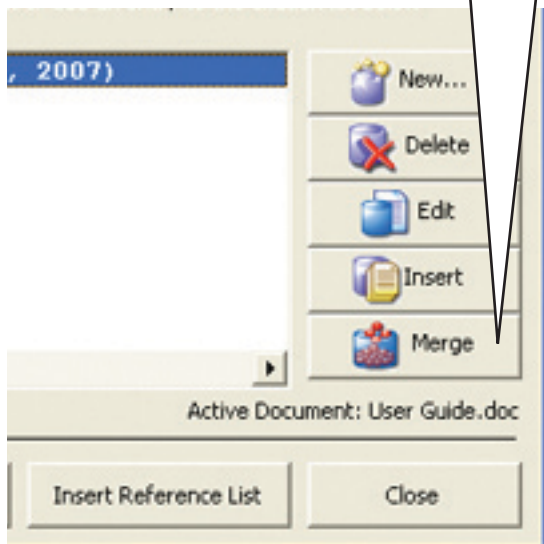 , 2007)
New...
Delete
Edit
Insert
Merge
Active Document: User Guide.doc
Insert Reference List
Close